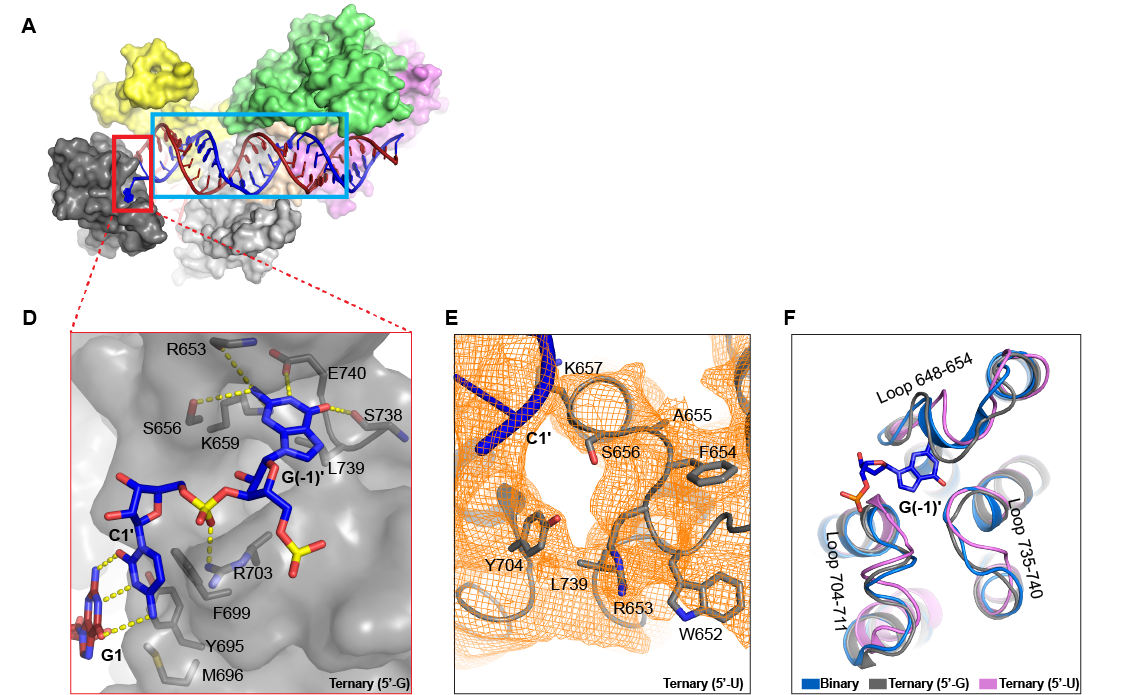 A
D
R653
E740
S656
S738
K659
L739
G(-1)'
C1'
R703
F699
Y695
G1
M696
Ternary (5'-G)
E
K657
C1'
A655
S656
F654
Y704
L739
R653
W652
Ternary (5'-U)
F
Loop 648-654
G(-1)'
Loop 735-740
Loop 704-711
Binary
Ternary (5'-G)
Ternary (5'-U)